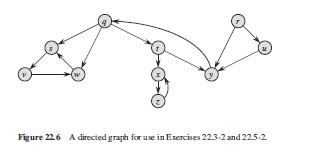 q
r
s
t
u
v
w
x
y
z
Figure 22.6 A directed graph for use in Exercises 22.3-2 and 22.5-2.